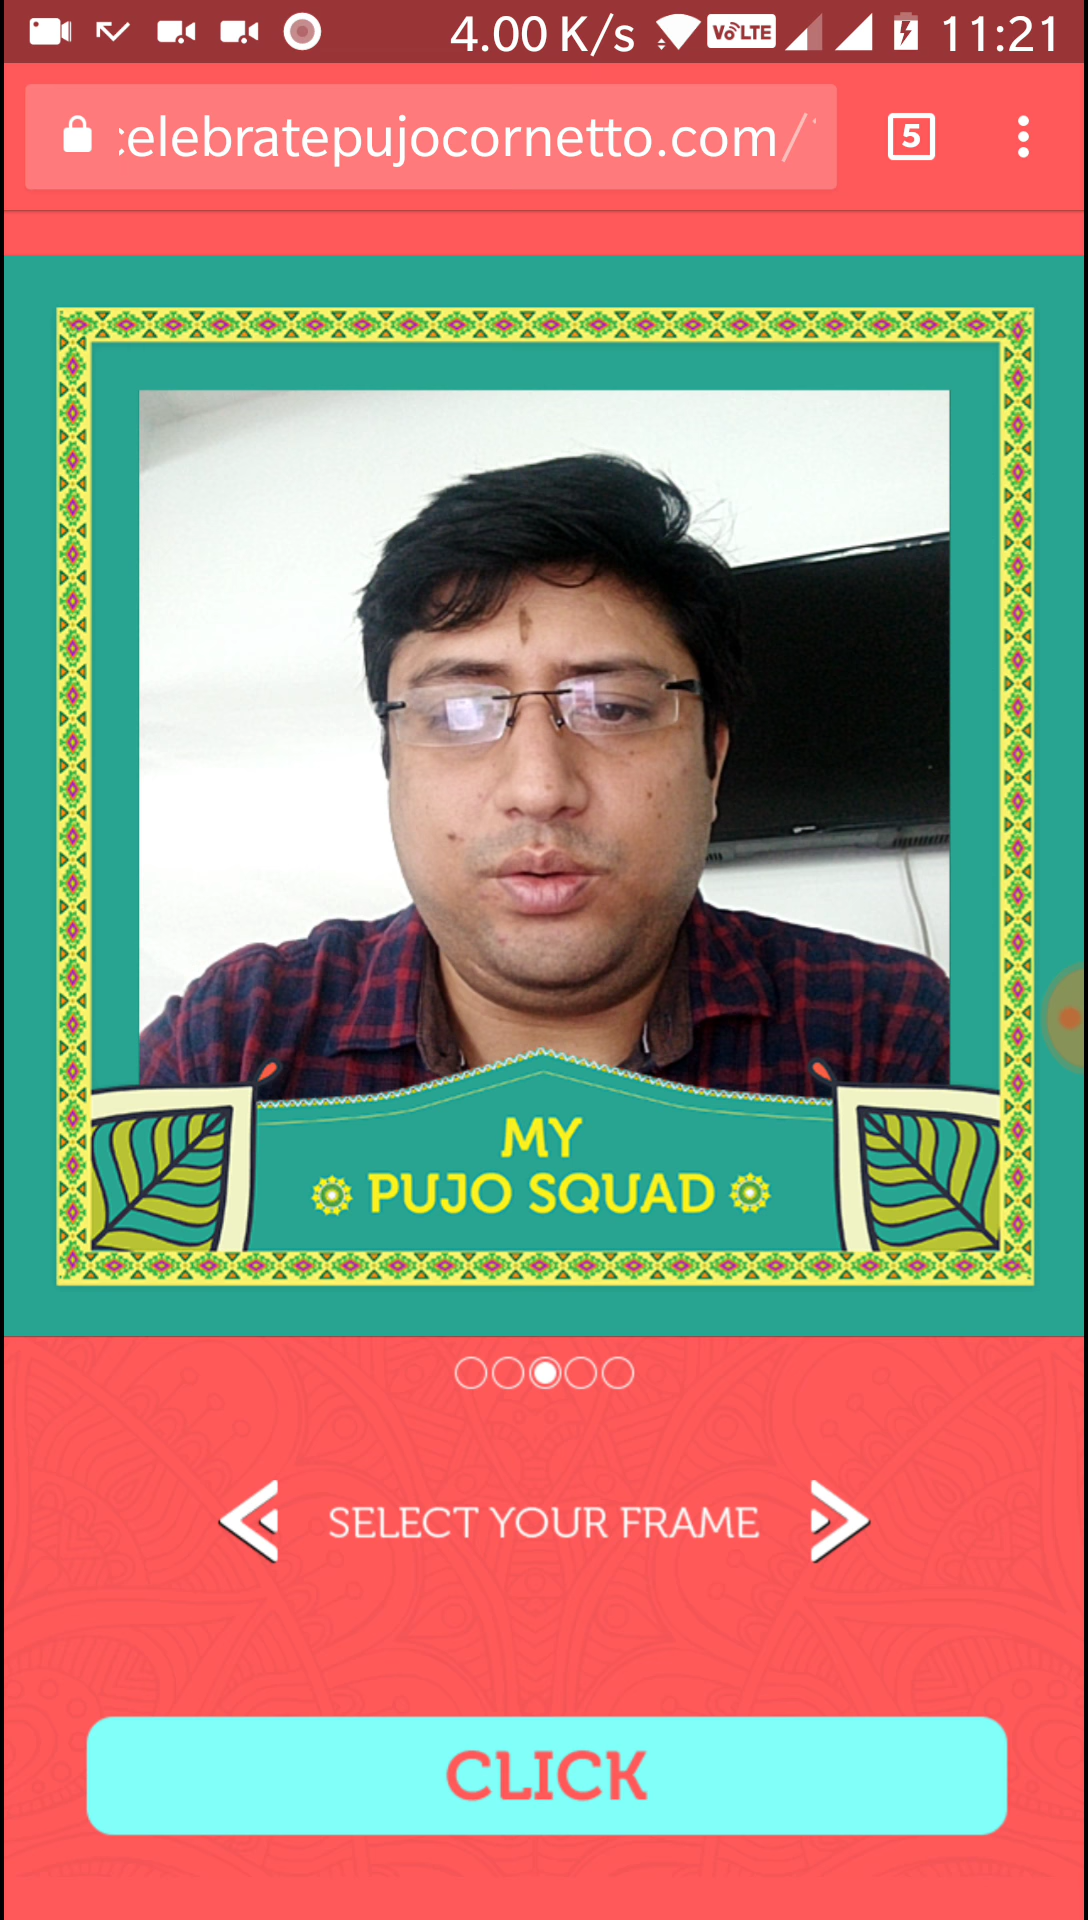 4.00 K/s VoLTE 11:21
elebratepujocornetto.com/
5
MY
PUJO SQUAD
SELECT YOUR FRAME
CLICK